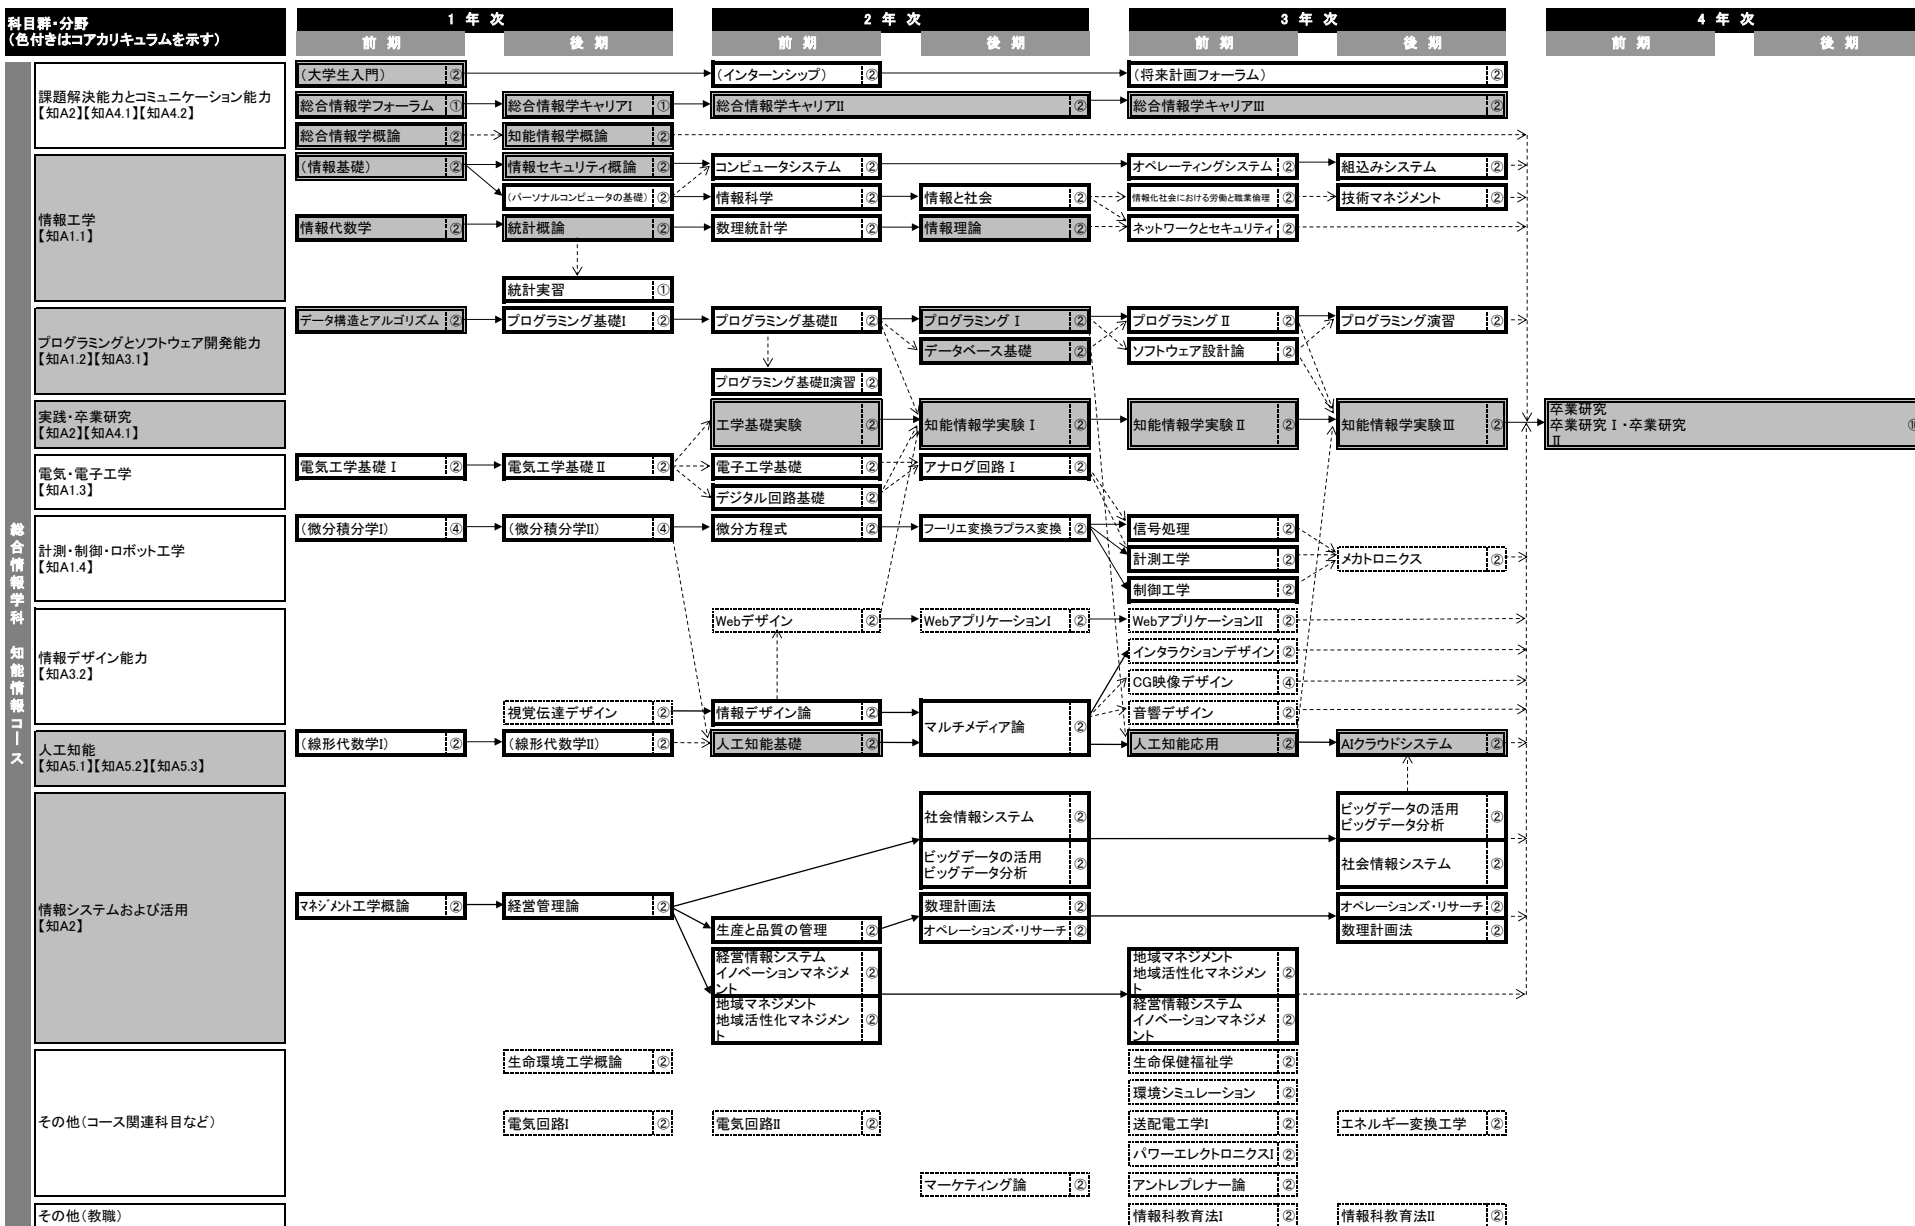 科目群・分野
(色付きはコアカリキュラムを示す)
1 年 次
2 年 次
3 年 次
4 年 次
前 期
後 期
前 期
後 期
前 期
後 期
前 期
後 期
総合情報学科 知能情報コース
課題解決能力とコミュニケーション能力
【知A2】【知A4.1】【知A4.2】
(大学生入門) ②
(インターンシップ) ②
(将来計画フォーラム) ②
総合情報学フォーラム ①
総合情報学キャリアI ①
総合情報学キャリアII ②
総合情報学キャリアIII ②
総合情報学概論 ②
知能情報学概論 ②
情報工学
【知A1.1】
(情報基礎) ②
情報セキュリティ概論 ②
コンピュータシステム ②
オペレーティングシステム ②
組込みシステム ②
(パーソナルコンピュータの基礎) ②
情報科学 ②
情報と社会 ②
情報化社会における労働と職業倫理 ②
技術マネジメント ②
情報代数学 ②
統計概論 ②
数理統計学 ②
情報理論 ②
ネットワークとセキュリティ ②
統計実習 ①
プログラミングとソフトウェア開発能力
【知A1.2】【知A3.1】
データ構造とアルゴリズム ②
プログラミング基礎I ②
プログラミング基礎II ②
プログラミング I ②
プログラミング II ②
プログラミング演習 ②
データベース基礎 ②
ソフトウェア設計論 ②
プログラミング基礎II演習 ②
実践・卒業研究
【知A2】【知A4.1】
工学基礎実験 ②
知能情報学実験 I ②
知能情報学実験 II ②
知能情報学実験III ②
卒業研究
卒業研究 I ・卒業研究
II
電気・電子工学
【知A1.3】
電気工学基礎 I ②
電気工学基礎 II ②
電子工学基礎 ②
アナログ回路 I ②
デジタル回路基礎 ②
計測・制御・ロボット工学
【知A1.4】
(微分積分学I) ④
(微分積分学II) ④
微分方程式 ②
フーリエ変換ラプラス変換 ②
信号処理 ②
計測工学 ②
メカトロニクス ②
制御工学 ②
情報デザイン能力
【知A3.2】
Webデザイン ②
WebアプリケーションI ②
WebアプリケーションII ②
インタラクションデザイン ②
CG映像デザイン ④
視覚伝達デザイン ②
情報デザイン論 ②
マルチメディア論 ②
音響デザイン ②
人工知能
【知A5.1】【知A5.2】【知A5.3】
(線形代数学I) ②
(線形代数学II) ②
人工知能基礎 ②
人工知能応用 ②
AIクラウドシステム ②
情報システムおよび活用
【知A2】
社会情報システム ②
ビッグデータの活用
ビッグデータ分析 ②
ビッグデータの活用
ビッグデータ分析 ②
社会情報システム ②
マネジメント工学概論 ②
経営管理論 ②
数理計画法 ②
オペレーションズ・リサーチ ②
生産と品質の管理 ②
オペレーションズ・リサーチ ②
数理計画法 ②
経営情報システム
イノベーションマネジメ
ント ②
地域マネジメント
地域活性化マネジメン
ト ②
地域マネジメント
地域活性化マネジメン
ト ②
経営情報システム
イノベーションマネジメ
ント ②
その他(コース関連科目など)
生命環境工学概論 ②
生命保健福祉学 ②
環境シミュレーション ②
電気回路I ②
電気回路II ②
送配電工学I ②
エネルギー変換工学 ②
パワーエレクトロニクスI ②
マーケティング論 ②
アントレプレナー論 ②
その他(教職)
情報科教育法I ②
情報科教育法II ②